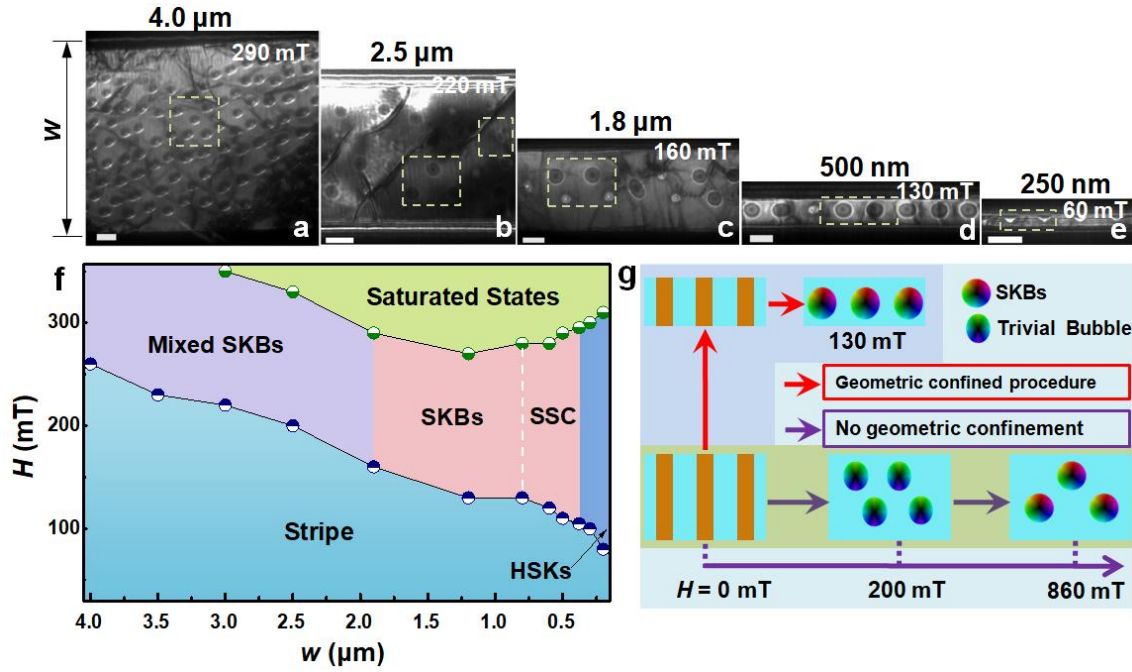 4.0 μm
290 mT
w
a
2.5 μm
220 mT
b
1.8 μm
160 mT
c
500 nm
130 mT
d
250 nm
60 mT
e
f
Saturated States
Mixed SKBs
SKBs
SSC
Stripe
HSKs
300
200
100
H (mT)
4.0 3.5 3.0 2.5 2.0 1.5 1.0 0.5
w (μm)
g
SKBs
Trivial Bubble
130 mT
Geometric confined procedure
No geometric confinement
H = 0 mT
200 mT
860 mT